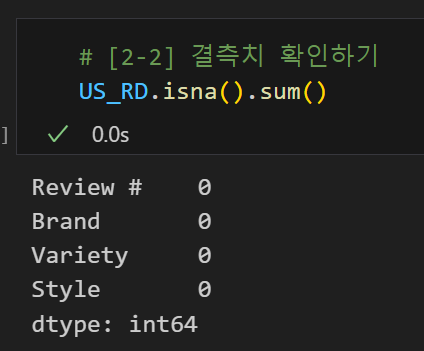 # [2-2] 결측치 확인하기
US_RD.isna().sum()
] ✓ 0.0s
Review # 0
Brand 0
Variety 0
Style 0
dtype: int64